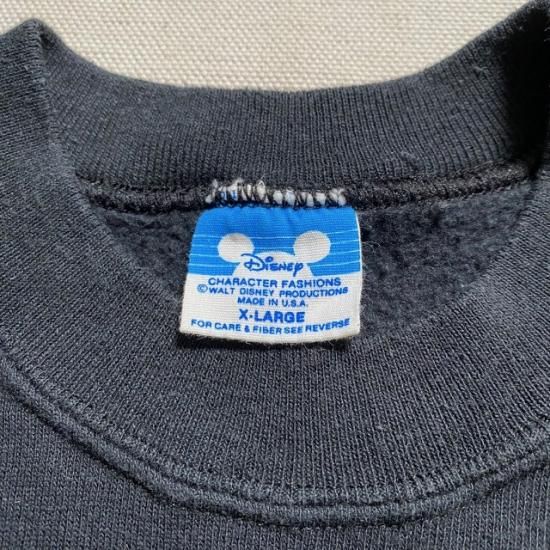 Disney
CHARACTER FASHIONS
©WALT DISNEY PRODUCTIONS
MADE IN U.S.A.
X-LARGE
FOR CARE & FIBER SEE REVERSE